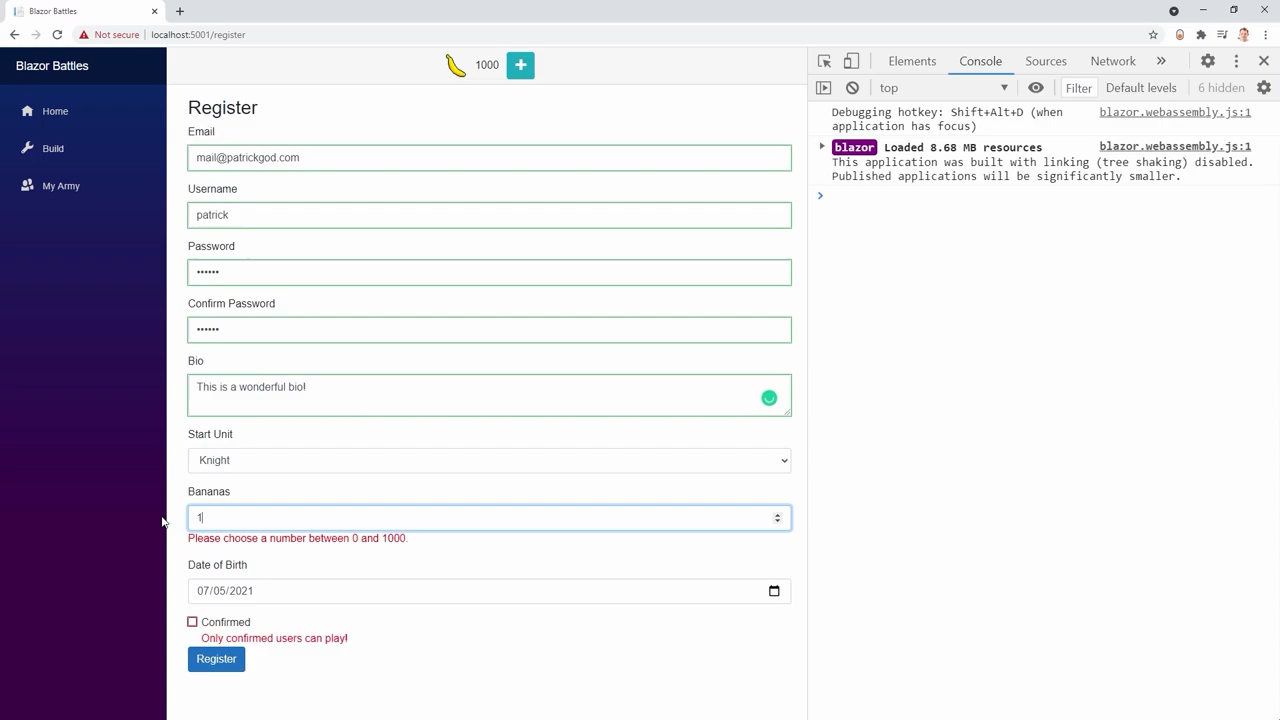 Blazor Battles
Not secure localhost:5001/register
Blazor Battles
1000
+
Home
Build
My Army
Register
Email
mail@patrickgod.com
Username
patrick
Password
••••••
Confirm Password
••••••
Bio
This is a wonderful bio!
Start Unit
Knight
Bananas
1
Please choose a number between 0 and 1000.
Date of Birth
07/05/2021
Confirmed
Only confirmed users can play!
Register
Elements Console Sources Network »
top Filter Default levels 6 hidden
Debugging hotkey: Shift+Alt+D (when blazor.webassembly.js:1
application has focus)
blazor Loaded 8.68 MB resources blazor.webassembly.js:1
This application was built with linking (tree shaking) disabled.
Published applications will be significantly smaller.